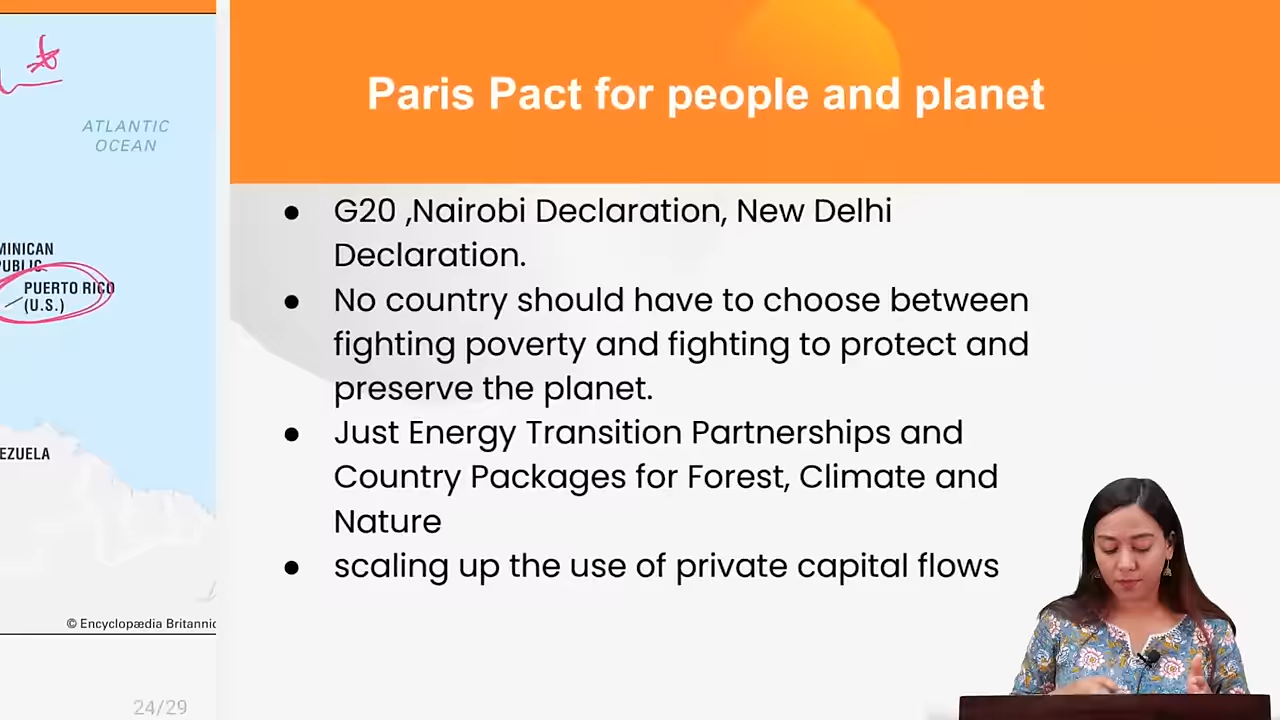 ATLANTIC
OCEAN
MINICAN
PUBLIC
PUERTO RICO
(U.S.)
EZUELA
© Encyclopædia Britannic
24/29
Paris Pact for people and planet
● G20 ,Nairobi Declaration, New Delhi
Declaration.
● No country should have to choose between
fighting poverty and fighting to protect and
preserve the planet.
● Just Energy Transition Partnerships and
Country Packages for Forest, Climate and
Nature
● scaling up the use of private capital flows